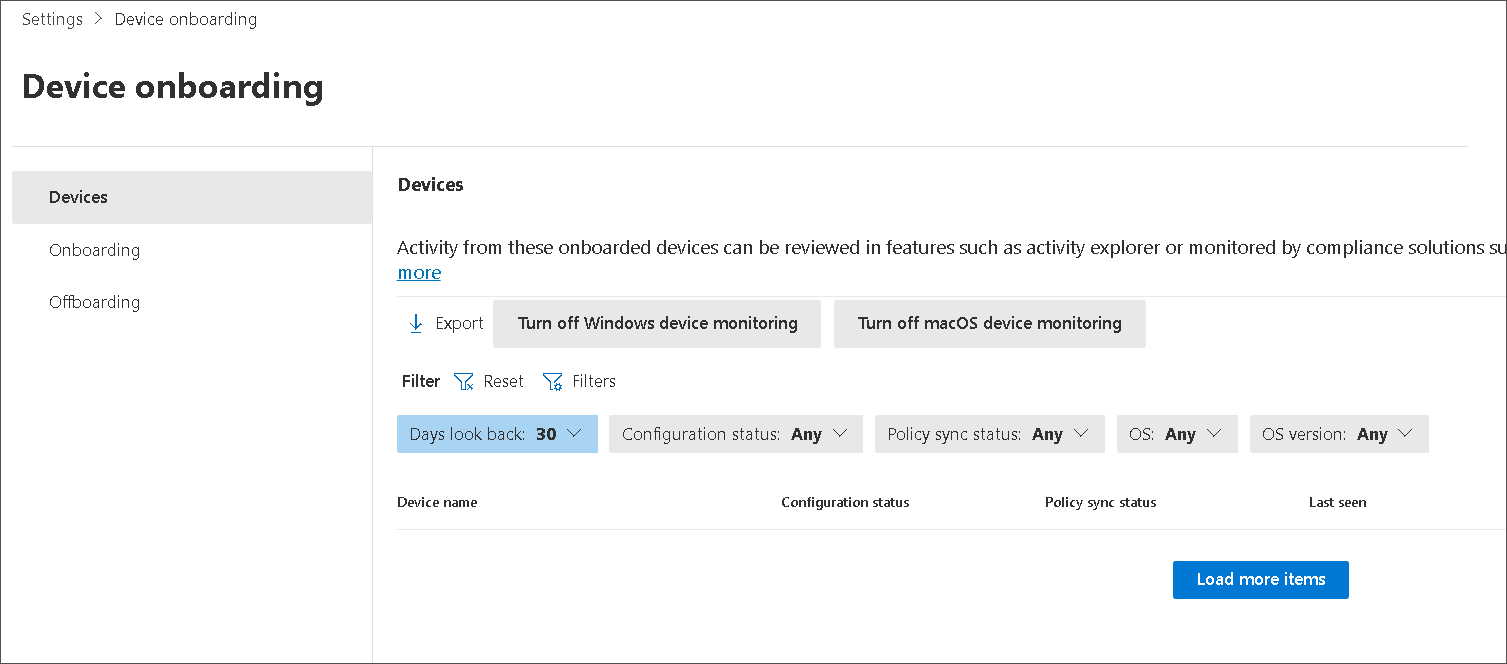 Settings > Device onboarding
Device onboarding
Devices
Onboarding
Offboarding
Devices
Activity from these onboarded devices can be reviewed in features such as activity explorer or monitored by compliance solutions su
more
Export Turn off Windows device monitoring Turn off macOS device monitoring
Filter Reset Filters
Days look back: 30 Configuration status: Any Policy sync status: Any OS: Any OS version: Any
Device name Configuration status Policy sync status Last seen
Load more items